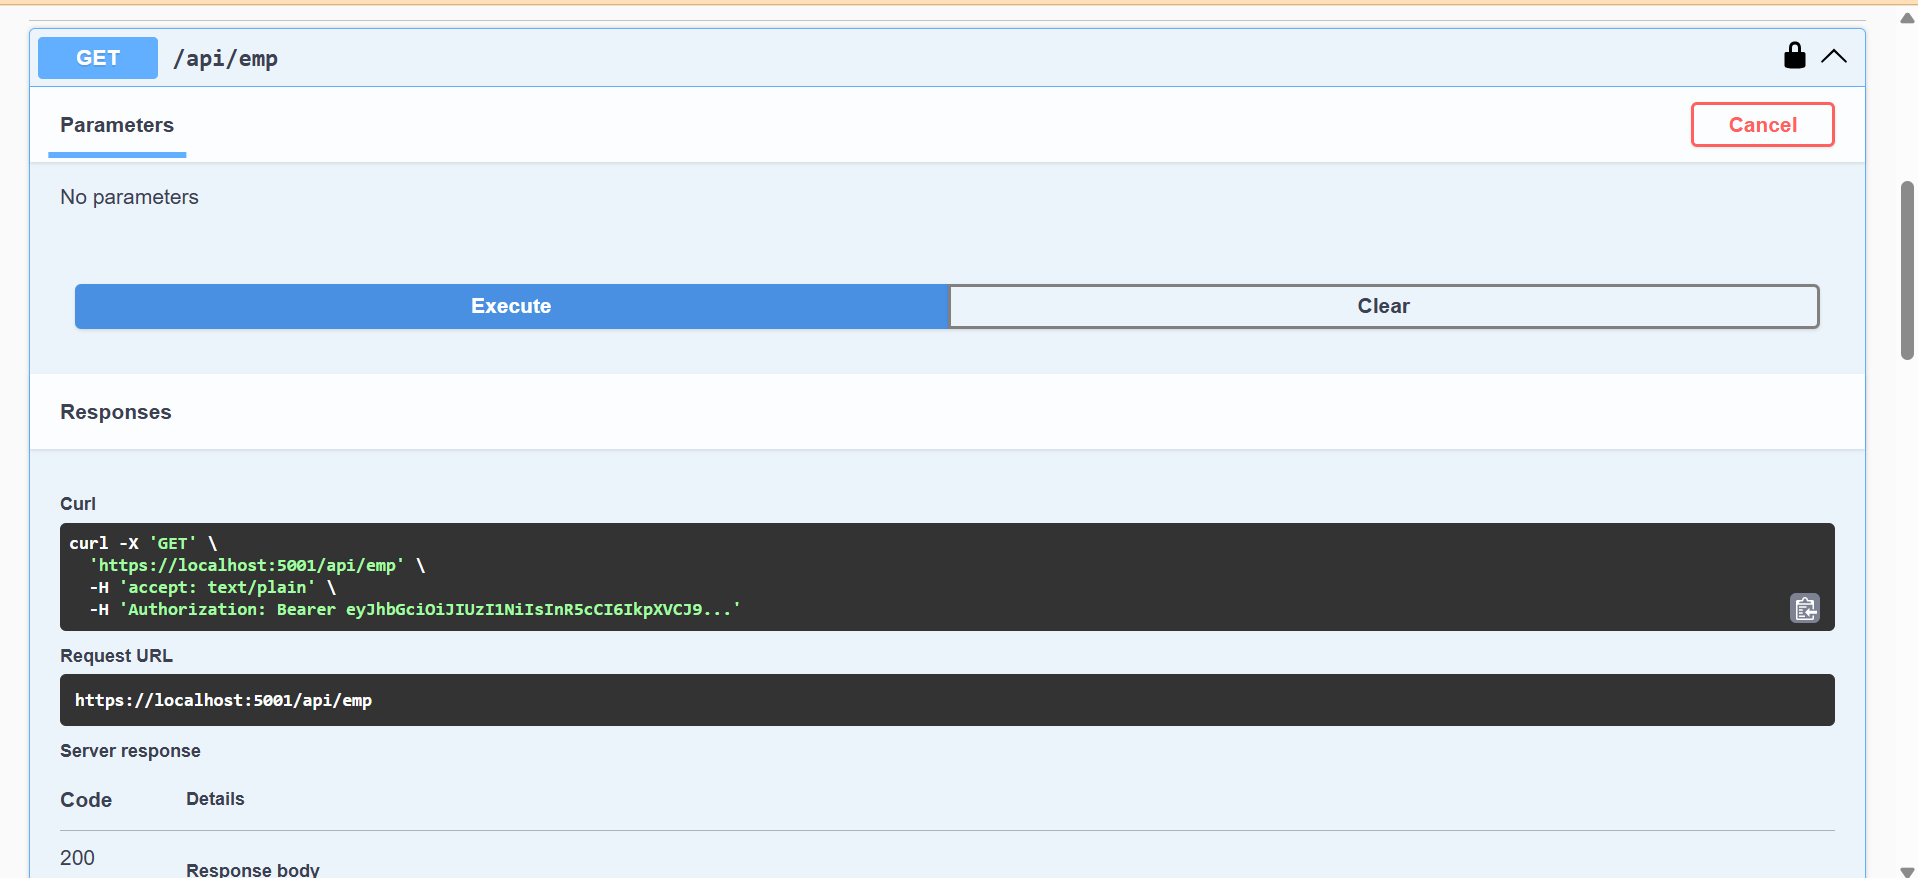 GET /api/emp
Parameters
Cancel
No parameters
Execute
Clear
Responses
Curl
curl -X 'GET' \
  'https://localhost:5001/api/emp' \
  -H 'accept: text/plain' \
  -H 'Authorization: Bearer eyJhbGciOiJIUzI1NiIsInR5cCI6IkpXVCJ9...'
Request URL
https://localhost:5001/api/emp
Server response
Code Details
200
Response body